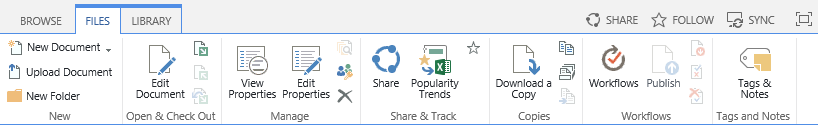 BROWSE FILES LIBRARY SHARE FOLLOW SYNC
New Document
Upload Document
New Folder
New
Edit
Document
Open & Check Out
View
Properties
Edit
Properties
Manage
Share
Popularity
Trends
Share & Track
Download a
Copy
Copies
Workflows
Publish
Workflows
Tags &
Notes
Tags and Notes